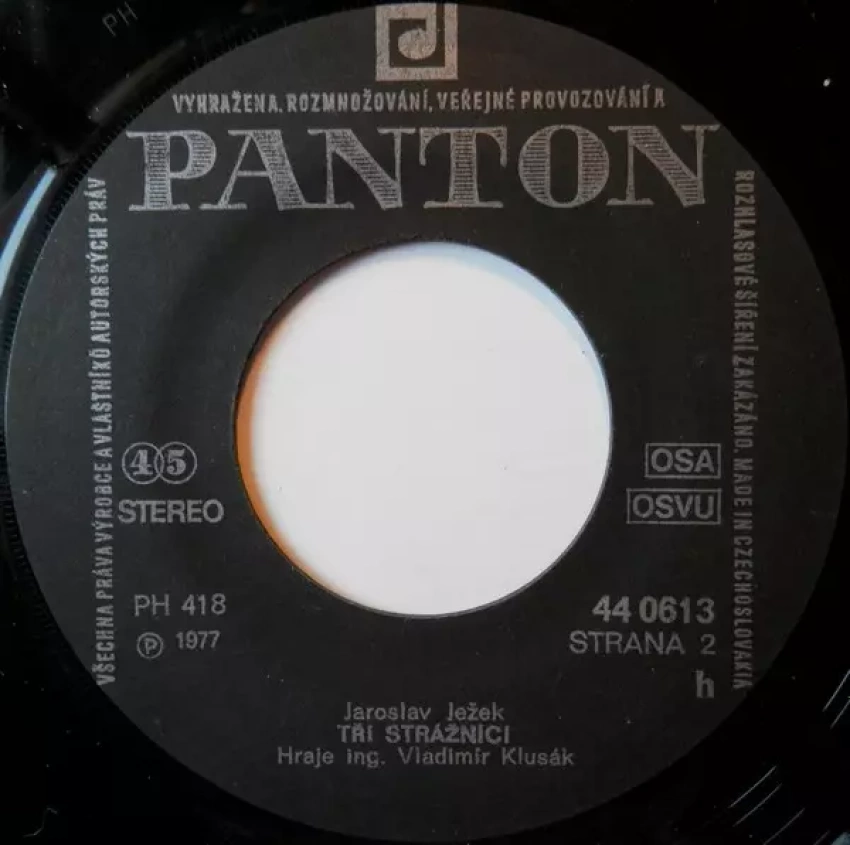 PH
VYHRAŽENA. ROZMNOŽOVÁNÍ, VEŘEJNÉ PROVOZOVÁNÍ A
PANTON
VŠECHNA PRÁVA VÝROBCE A VLASTNÍKŮ AUTORSKÝCH PRÁV
ROZHLASOVÉ ŠÍŘENÍ ZAKÁZÁNO. MADE IN CZECHOSLOVAKIA
45
STEREO
OSA
OSVU
PH 418
Ⓟ 1977
44 0613
STRANA 2
h
Jaroslav Ježek
TŘI STRÁŽNÍCI
Hraje ing. Vladimír Klusák